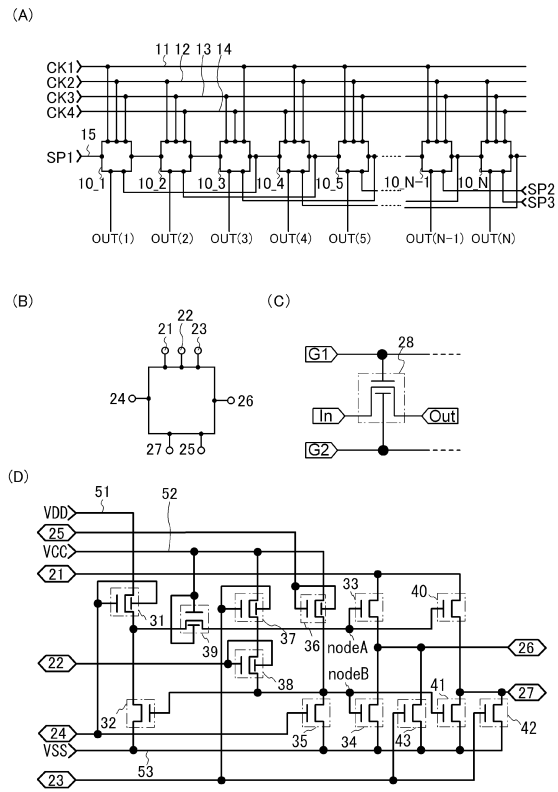 (A)
11 12 13 14
CK1
CK2
CK3
CK4
15
SP1
10_1 10_2 10_3 10_4 10_5 10_N-1 10_N
SP2
SP3
OUT(1) OUT(2) OUT(3) OUT(4) OUT(5) OUT(N-1) OUT(N)
(B)
21 22 23
24 26
27 25
(C)
G1 28
In Out
G2
(D)
51 52
VDD
25
VCC
21
33 40
31 39 37 36 nodeA 26
22
38 nodeB 27
32 41
24 35 34 43 42
VSS
53
23